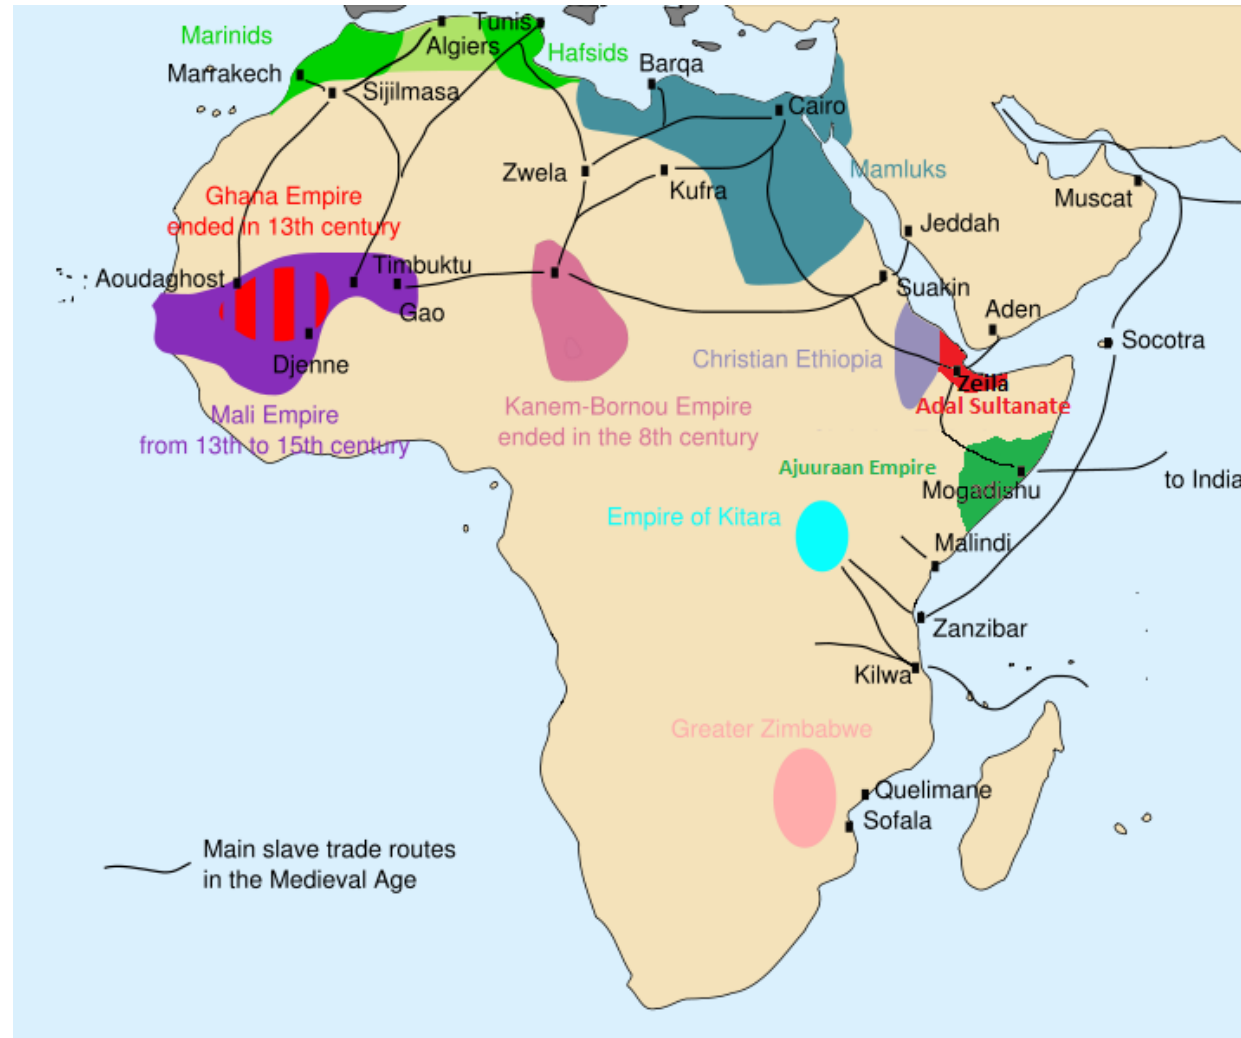 Marinids
Tunis
Algiers
Hafsids
Marrakech
Barqa
Sijilmasa
Cairo
Zwela
Kufra
Mamluks
Muscat
Ghana Empire
ended in 13th century
Jeddah
Aoudaghost
Timbuktu
Gao
Suakin
Aden
Socotra
Djenne
Christian Ethiopia
Zeila
Adal Sultanate
Mali Empire
from 13th to 15th century
Kanem-Bornou Empire
ended in the 8th century
Ajuuraan Empire
Mogadishu
to India
Empire of Kitara
Malindi
Zanzibar
Kilwa
Greater Zimbabwe
Quelimane
Sofala
Main slave trade routes
in the Medieval Age